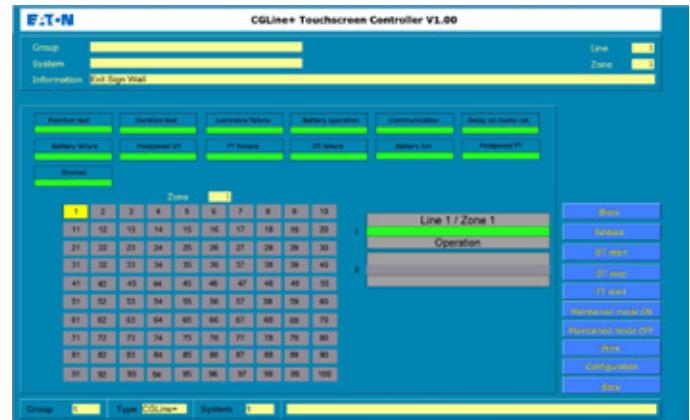 EATON CGLine+ Touchscreen Controller V1.00
Group Line 1
System Zone 1
Information Exit Sign Wall
Function test Duration test Luminaire failure Battery operation Communication Delay on mains ret.
Battery failure Postponed DT FT Failure DT failure Battery full Postponed FT
Blocked
Zone 1
1 2 3 4 5 6 7 8 9 10
11 12 13 14 15 16 17 18 19 20
21 22 23 24 25 26 27 28 29 30
31 32 33 34 35 36 37 38 39 40
41 42 43 44 45 46 47 48 49 50
51 52 53 54 55 56 57 58 59 60
61 62 63 64 65 66 67 68 69 70
71 72 73 74 75 76 77 78 79 80
81 82 83 84 85 86 87 88 89 90
91 92 93 94 95 96 97 98 99 100
Line 1 / Zone 1
1
Operation
2
Block
Release
DT start
DT stop
FT start
Maintained mode ON
Maintained mode OFF
Print
Configuration
Back
Group 1 Type CGLine+ System 1